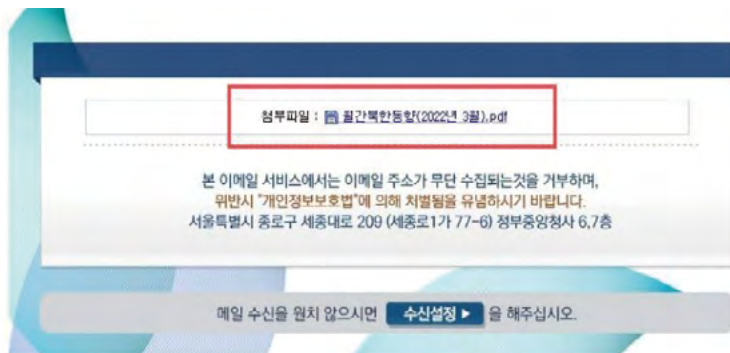 첨부파일 : 월간북한동향(2022년 3월).pdf
본 이메일 서비스에서는 이메일 주소가 무단 수집되는것을 거부하며,
위반시 "개인정보보호법"에 의해 처벌됨을 유념하시기 바랍니다.
서울특별시 종로구 세종대로 209 (세종로1가 77-6) 정부중앙청사 6,7층
메일 수신을 원치 않으시면 수신설정 ▶ 을 해주십시오.